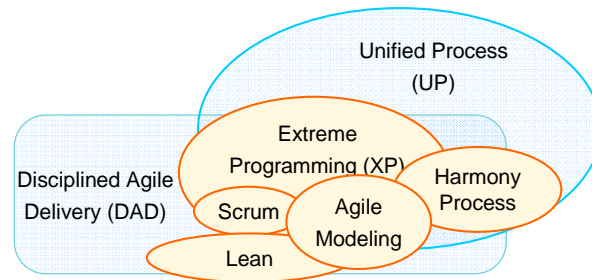 Unified Process
(UP)
Extreme
Programming (XP)
Disciplined Agile
Delivery (DAD)
Harmony
Process
Scrum
Agile
Modeling
Lean